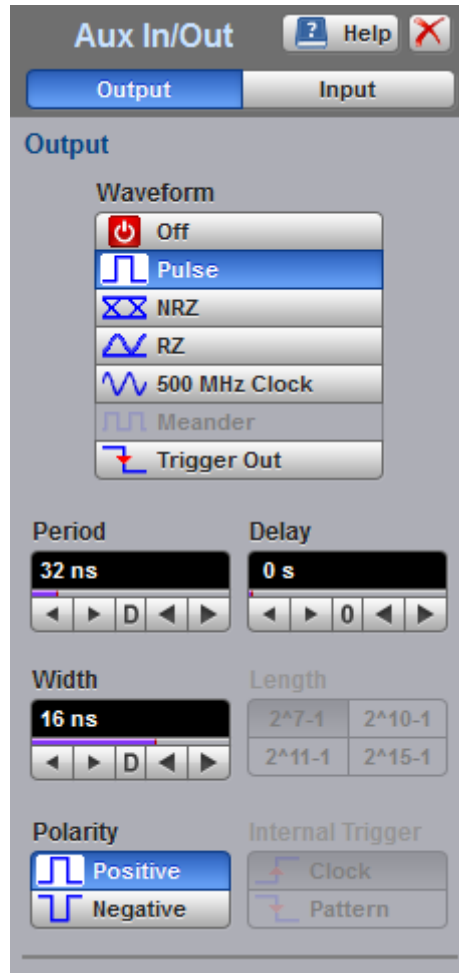 Aux In/Out
Help
Output Input
Output
Waveform
Off
Pulse
NRZ
RZ
500 MHz Clock
Meander
Trigger Out
Period Delay
32 ns 0 s
D 0
Width Length
16 ns 2^7-1 2^10-1
D 2^11-1 2^15-1
Polarity Internal Trigger
Positive Clock
Negative Pattern